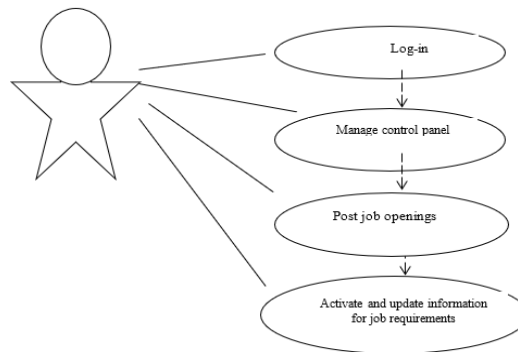 Log-in
Manage control panel
Post job openings
Activate and update information
for job requirements